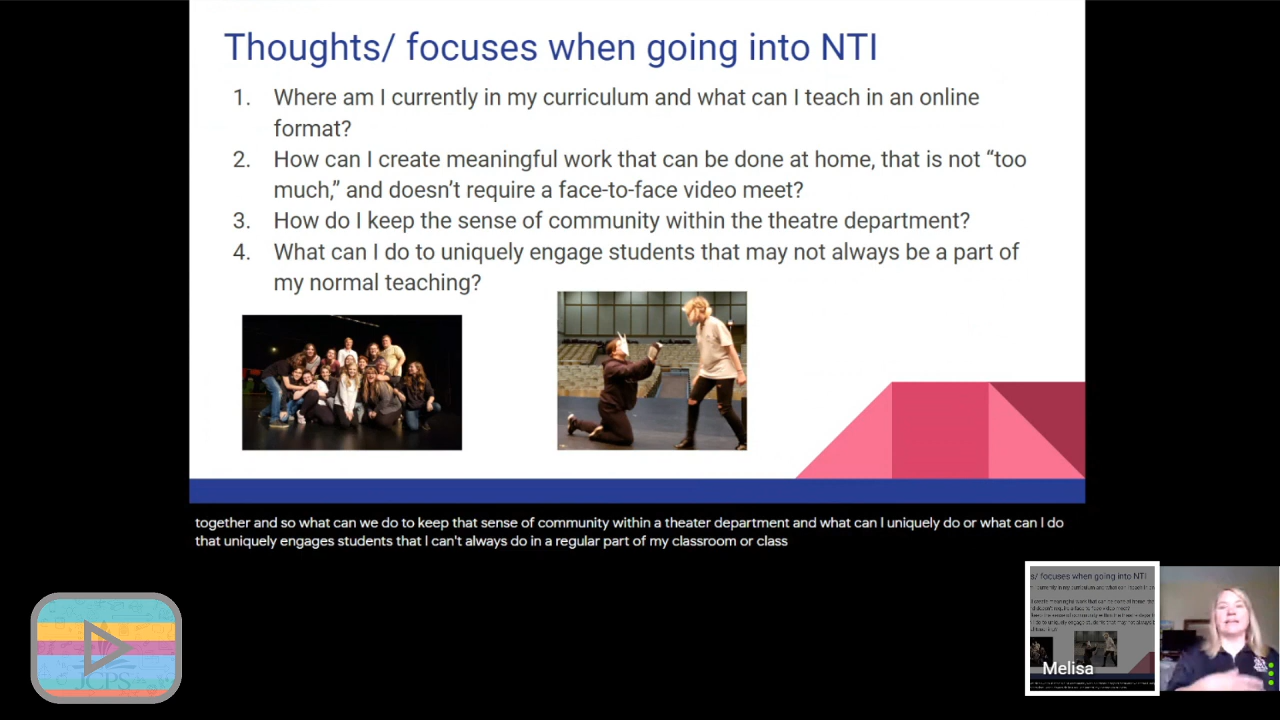 Thoughts/ focuses when going into NTI
1. Where am I currently in my curriculum and what can I teach in an online
format?
2. How can I create meaningful work that can be done at home, that is not “too
much,” and doesn’t require a face-to-face video meet?
3. How do I keep the sense of community within the theatre department?
4. What can I do to uniquely engage students that may not always be a part of
my normal teaching?
together and so what can we do to keep that sense of community within a theater department and what can I uniquely do or what can I do
that uniquely engages students that I can't always do in a regular part of my classroom or class
JCPS
s/ focuses when going into NTI
Melisa